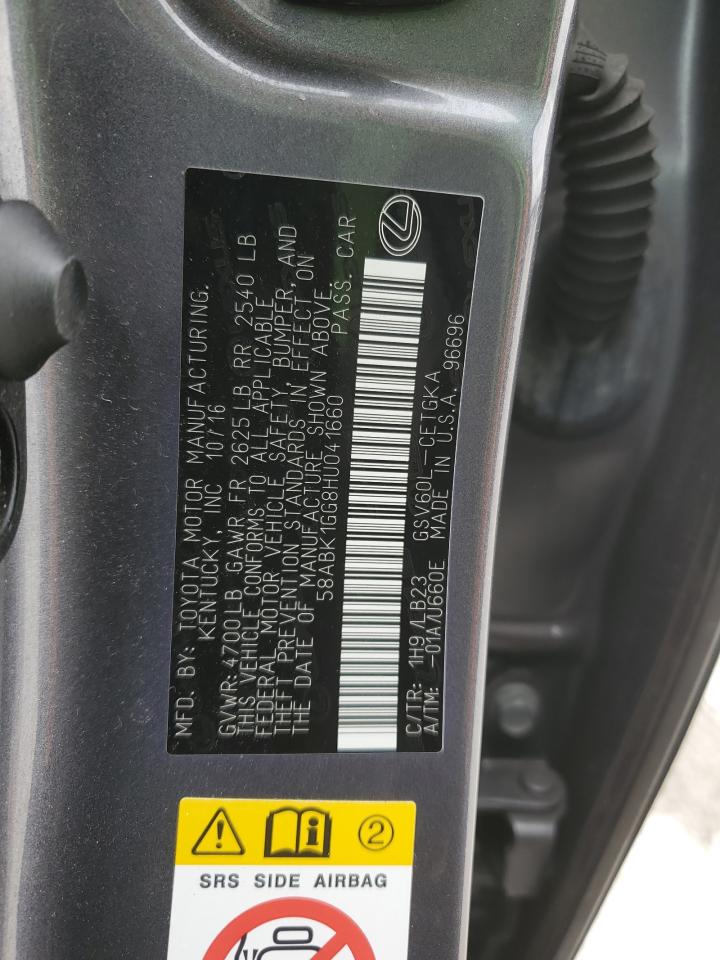 MFD. BY: TOYOTA MOTOR MANUFACTURING,
KENTUCKY, INC 10/16
GVWR: 4700LB GAWR FR 2625LB RR 2540 LB
THIS VEHICLE CONFORMS TO ALL APPLICABLE
FEDERAL MOTOR VEHICLE SAFETY, BUMPER, AND
THEFT PREVENTION STANDARDS IN EFFECT ON
THE DATE OF MANUFACTURE SHOWN ABOVE.
58ABK1GG8HU041660 PASS. CAR
C/TR: 1H9/LB23 GSV60L-CETGKA
A/TM: -01A/U660E MADE IN U.S.A. 96696
2
SRS SIDE AIRBAG